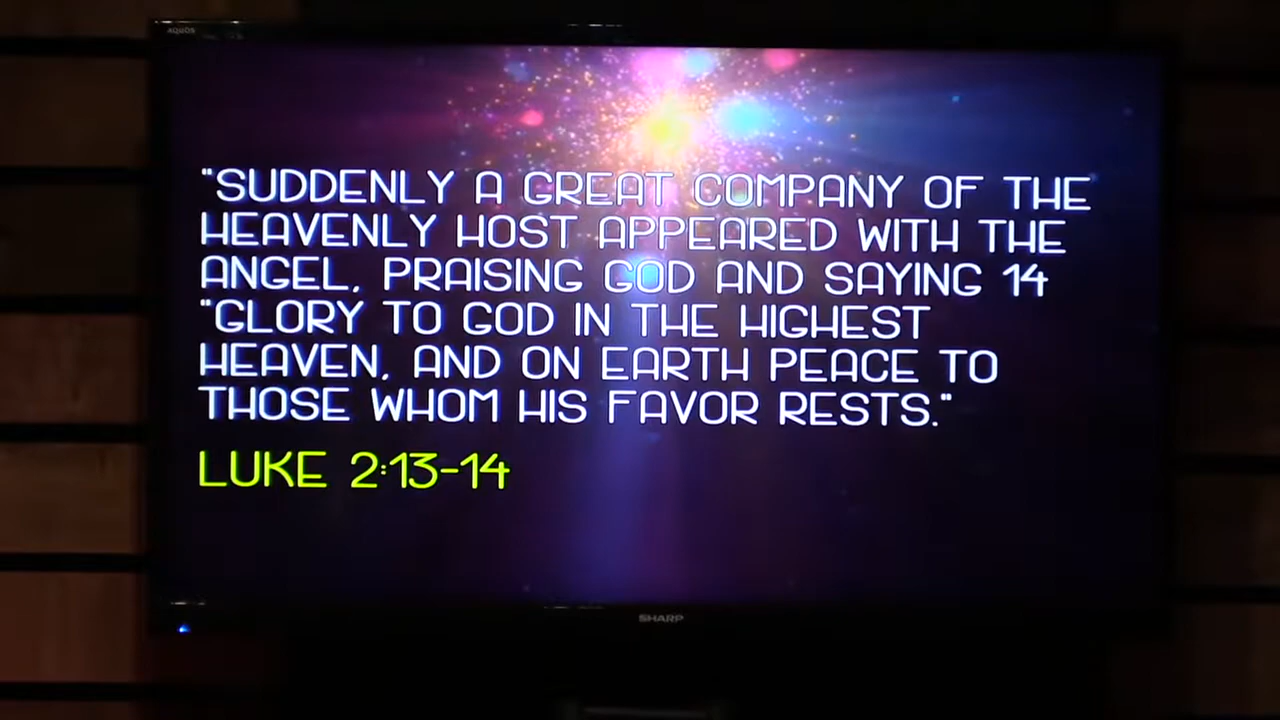 AQUOS
"SUDDENLY A GREAT COMPANY OF THE
HEAVENLY HOST APPEARED WITH THE
ANGEL, PRAISING GOD AND SAYING 14
"GLORY TO GOD IN THE HIGHEST
HEAVEN, AND ON EARTH PEACE TO
THOSE WHOM HIS FAVOR RESTS."
LUKE 2:13-14
SHARP